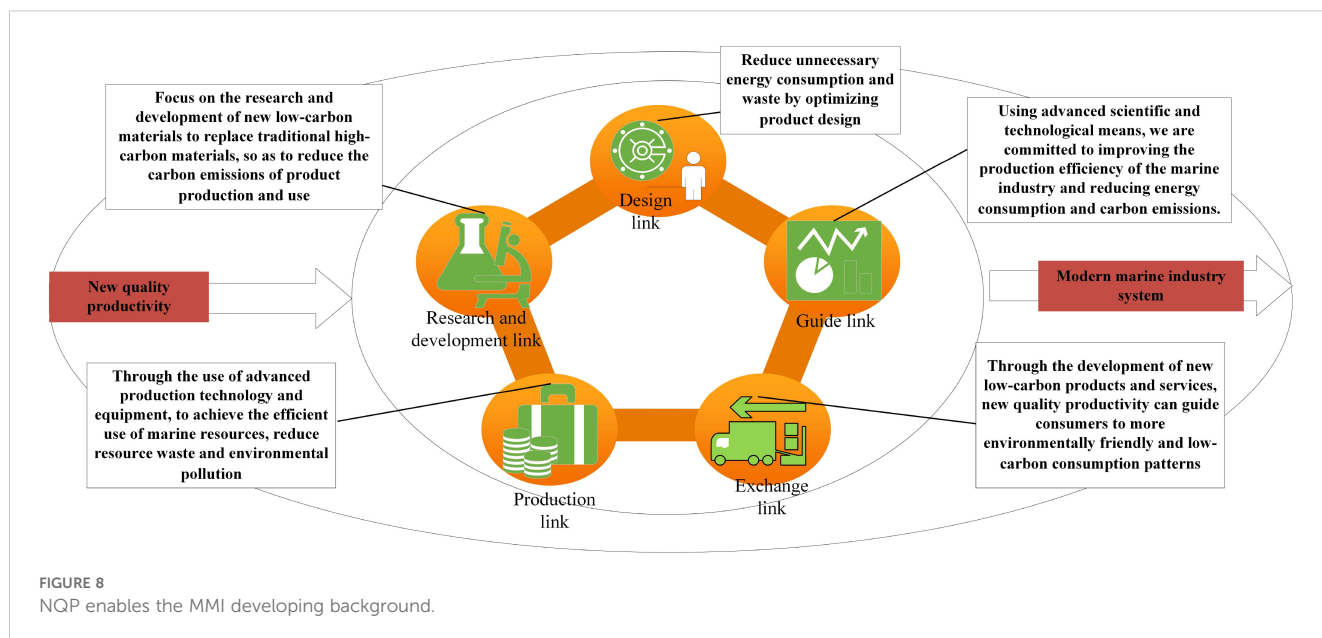 Reduce unnecessary
energy consumption and
waste by optimizing
product design
Focus on the research and
development of new low-carbon
materials to replace traditional high-
carbon materials, so as to reduce the
carbon emissions of product
production and use
Using advanced scientific and
technological means, we are
committed to improving the
production efficiency of the marine
industry and reducing energy
consumption and carbon emissions.
Design
link
New quality
productivity
Research and
development link
Guide link
Modern marine industry
system
Through the use of advanced
production technology and
equipment, to achieve the efficient
use of marine resources, reduce
resource waste and environmental
pollution
Through the development of new
low-carbon products and services,
new quality productivity can guide
consumers to more
environmentally friendly and low-
carbon consumption patterns
Production
link
Exchange
link
FIGURE 8
NQP enables the MMI developing background.